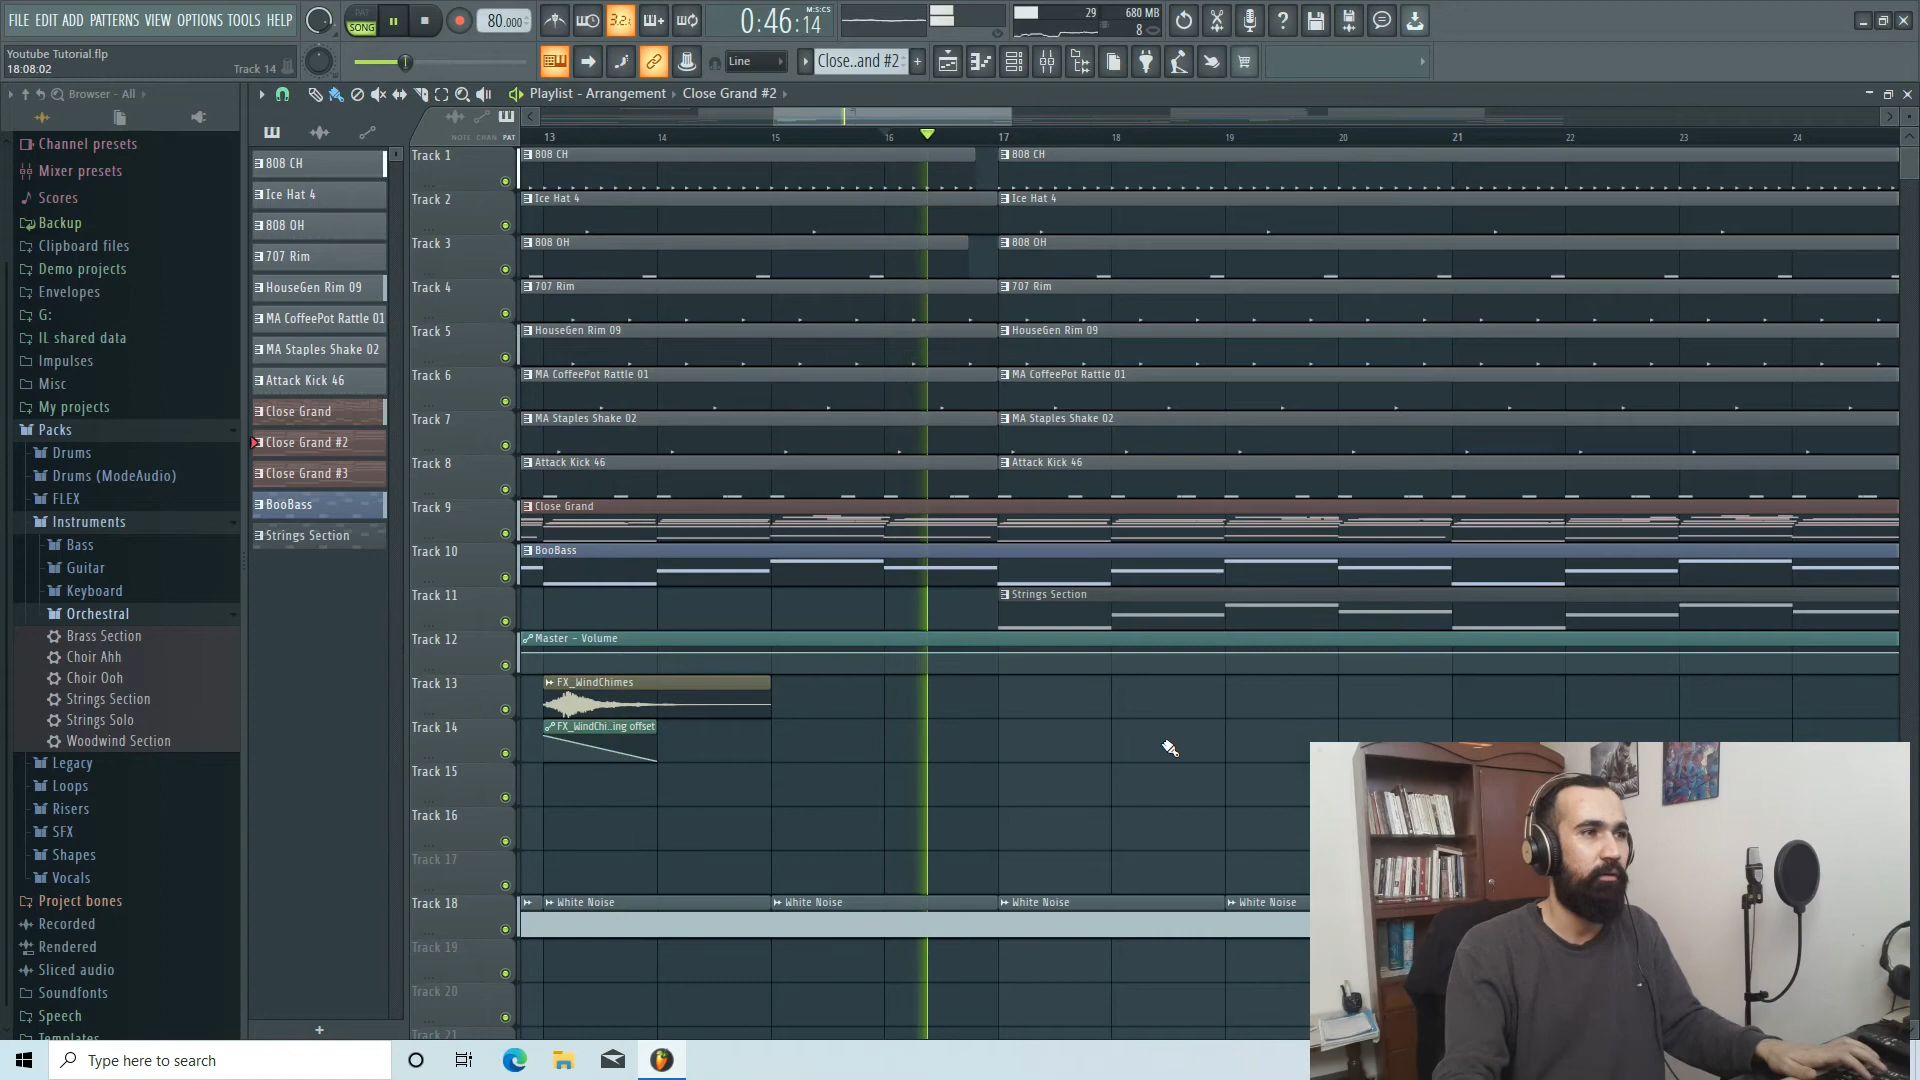 FILE EDIT ADD PATTERNS VIEW OPTIONS TOOLS HELP
PAT
SONG
80.000
3.2.
0:46:14
M:S:CS
29
680 MB
8
Youtube Tutorial.flp
18:08:02
Track 14
Line
Close..and #2
Browser - All
Playlist - Arrangement
Close Grand #2
NOTE CHAN PAT
13 14 15 16 17 18 19 20 21 22 23 24
Channel presets
Mixer presets
Scores
Backup
Clipboard files
Demo projects
Envelopes
G:
IL shared data
Impulses
Misc
My projects
Packs
Drums
Drums (ModeAudio)
FLEX
Instruments
Bass
Guitar
Keyboard
Orchestral
Brass Section
Choir Ahh
Choir Ooh
Strings Section
Strings Solo
Woodwind Section
Legacy
Loops
Risers
SFX
Shapes
Vocals
Project bones
Recorded
Rendered
Sliced audio
Soundfonts
Speech
Templates
808 CH
Ice Hat 4
808 OH
707 Rim
HouseGen Rim 09
MA CoffeePot Rattle 01
MA Staples Shake 02
Attack Kick 46
Close Grand
Close Grand #2
Close Grand #3
BooBass
Strings Section
Track 1
808 CH
808 CH
Track 2
Ice Hat 4
Ice Hat 4
Track 3
808 OH
808 OH
Track 4
707 Rim
707 Rim
Track 5
HouseGen Rim 09
HouseGen Rim 09
Track 6
MA CoffeePot Rattle 01
MA CoffeePot Rattle 01
Track 7
MA Staples Shake 02
MA Staples Shake 02
Track 8
Attack Kick 46
Attack Kick 46
Track 9
Close Grand
Track 10
BooBass
Track 11
Strings Section
Track 12
Master - Volume
Track 13
FX_WindChimes
Track 14
FX_WindChi..ing offset
Track 15
Track 16
Track 17
Track 18
White Noise
White Noise
White Noise
White Noise
Track 19
Track 20
Track 21
Type here to search